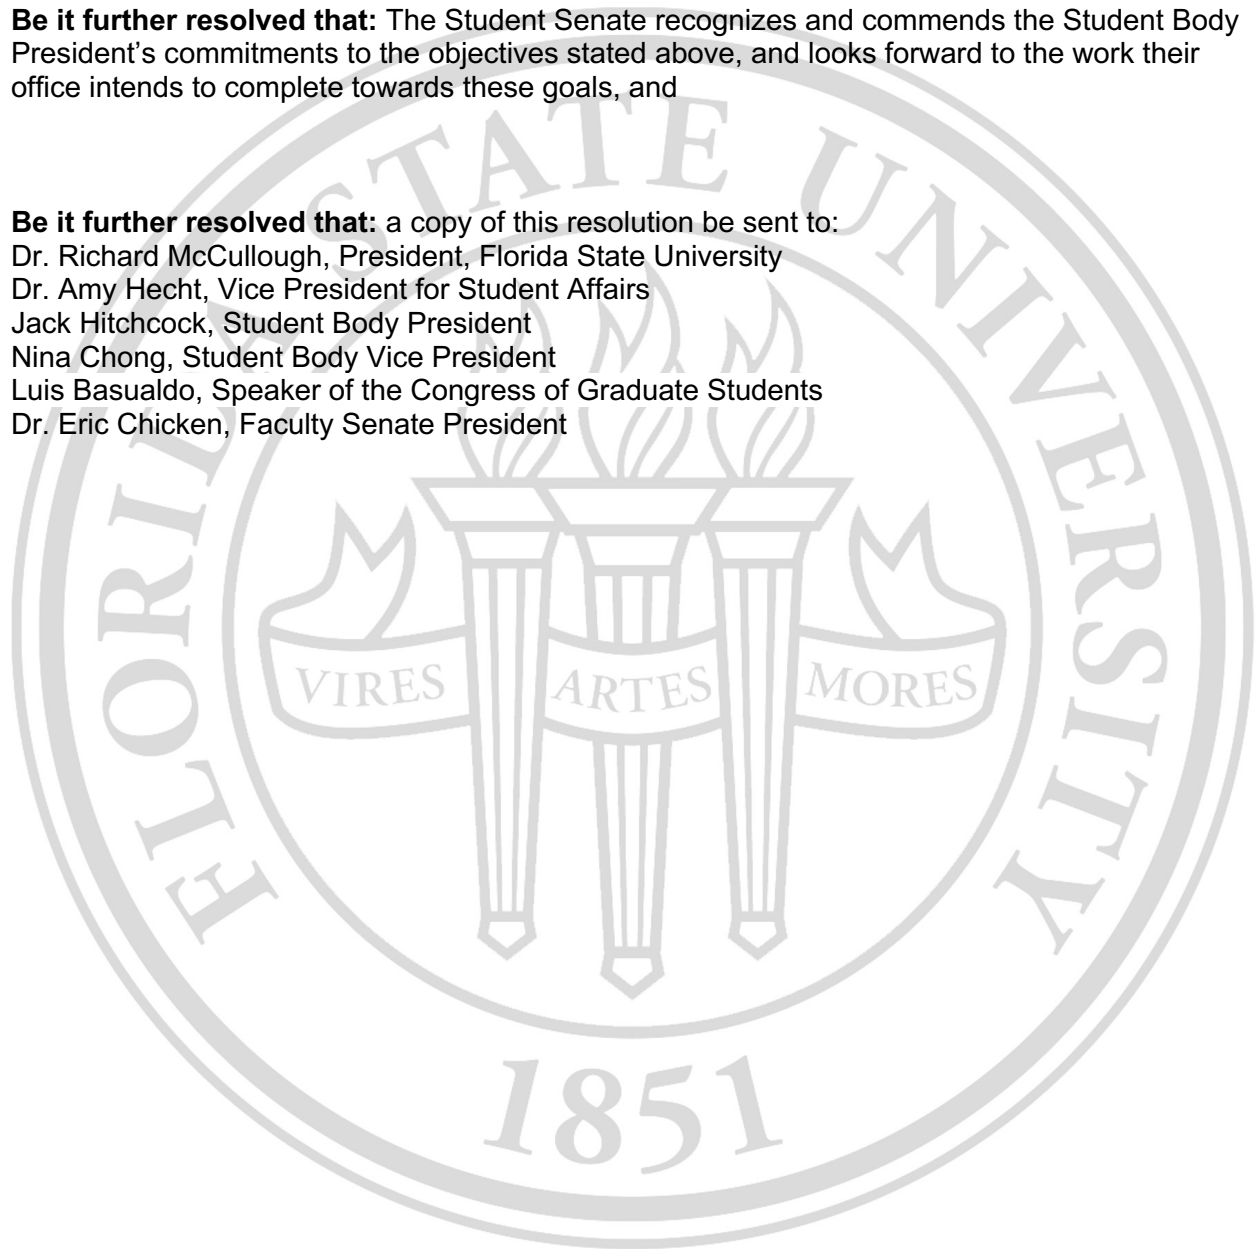 Be it further resolved that: The Student Senate recognizes and commends the Student Body
President’s commitments to the objectives stated above, and looks forward to the work their
office intends to complete towards these goals, and
Be it further resolved that: a copy of this resolution be sent to:
Dr. Richard McCullough, President, Florida State University
Dr. Amy Hecht, Vice President for Student Affairs
Jack Hitchcock, Student Body President
Nina Chong, Student Body Vice President
Luis Basualdo, Speaker of the Congress of Graduate Students
Dr. Eric Chicken, Faculty Senate President
FLORIDA STATE UNIVERSITY
VIRES ARTES MORES
1851